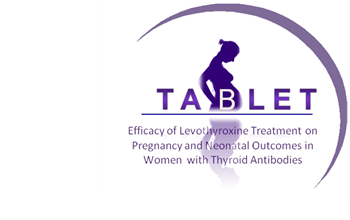 TABLET
Efficacy of Levothyroxine Treatment on
Pregnancy and Neonatal Outcomes in
Women with Thyroid Antibodies